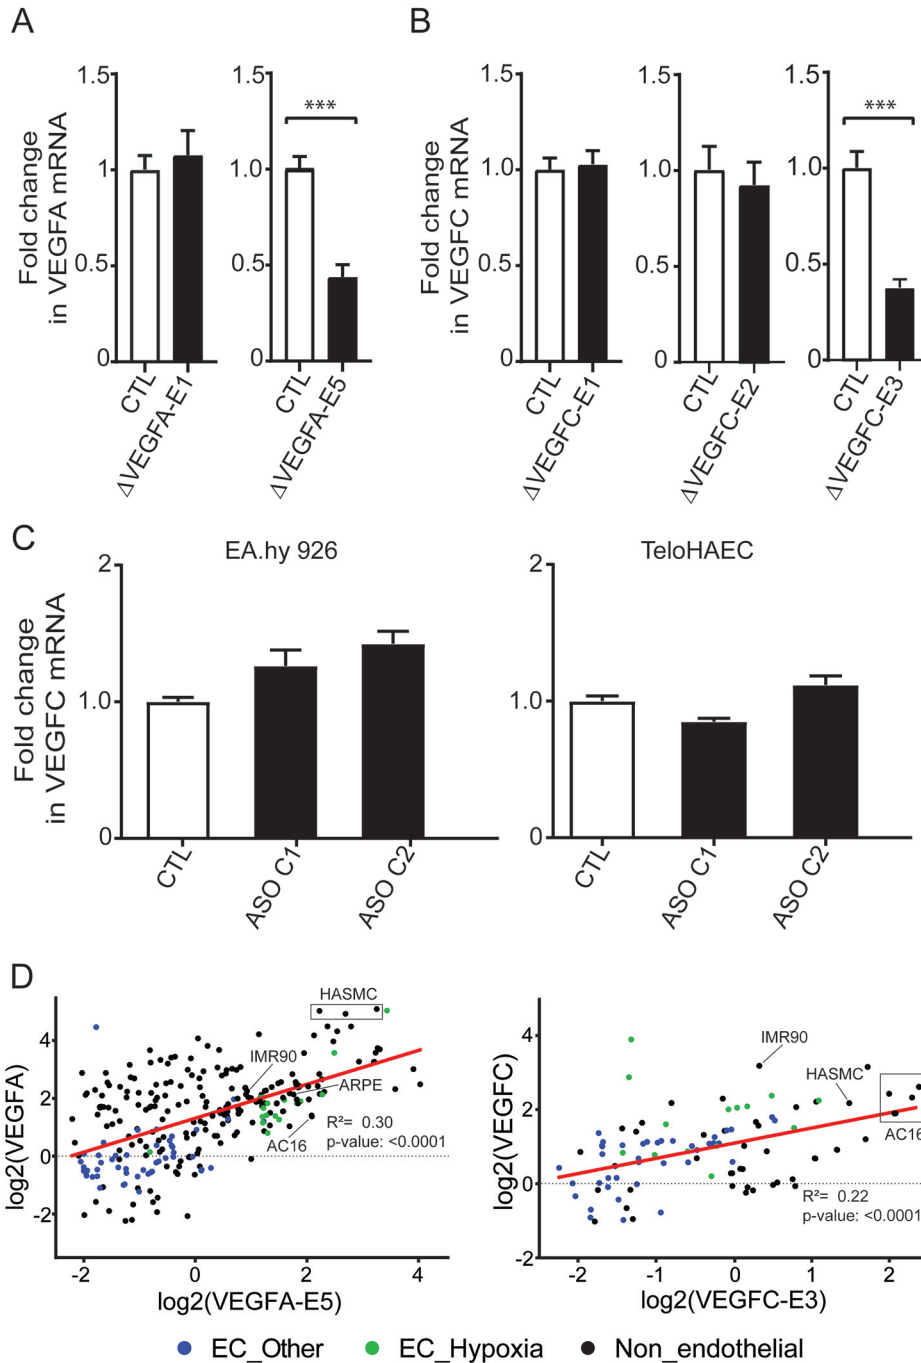 A
B
Fold change
in VEGFA mRNA
1.5
1.0
0.5
0
CTL
ΔVEGFA-E1
1.5
1.0
0.5
0
***
CTL
ΔVEGFA-E5
Fold change
in VEGFC mRNA
1.5
1.0
0.5
0
CTL
ΔVEGFC-E1
1.5
1.0
0.5
0
CTL
ΔVEGFC-E2
1.5
1.0
0.5
0
***
CTL
ΔVEGFC-E3
C
Fold change
in VEGFC mRNA
EA.hy 926
2
1.0
0
CTL
ASO C1
ASO C2
TeloHAEC
2
1.0
0
CTL
ASO C1
ASO C2
D
log2(VEGFA)
4
2
0
-2
HASMC
IMR90
ARPE
AC16
R²= 0.30
p-value: <0.0001
-2
0
2
4
log2(VEGFA-E5)
log2(VEGFC)
4
2
0
-2
IMR90
HASMC
AC16
R²= 0.22
p-value: <0.0001
-2
-1
0
1
2
log2(VEGFC-E3)
EC_Other
EC_Hypoxia
Non_endothelial